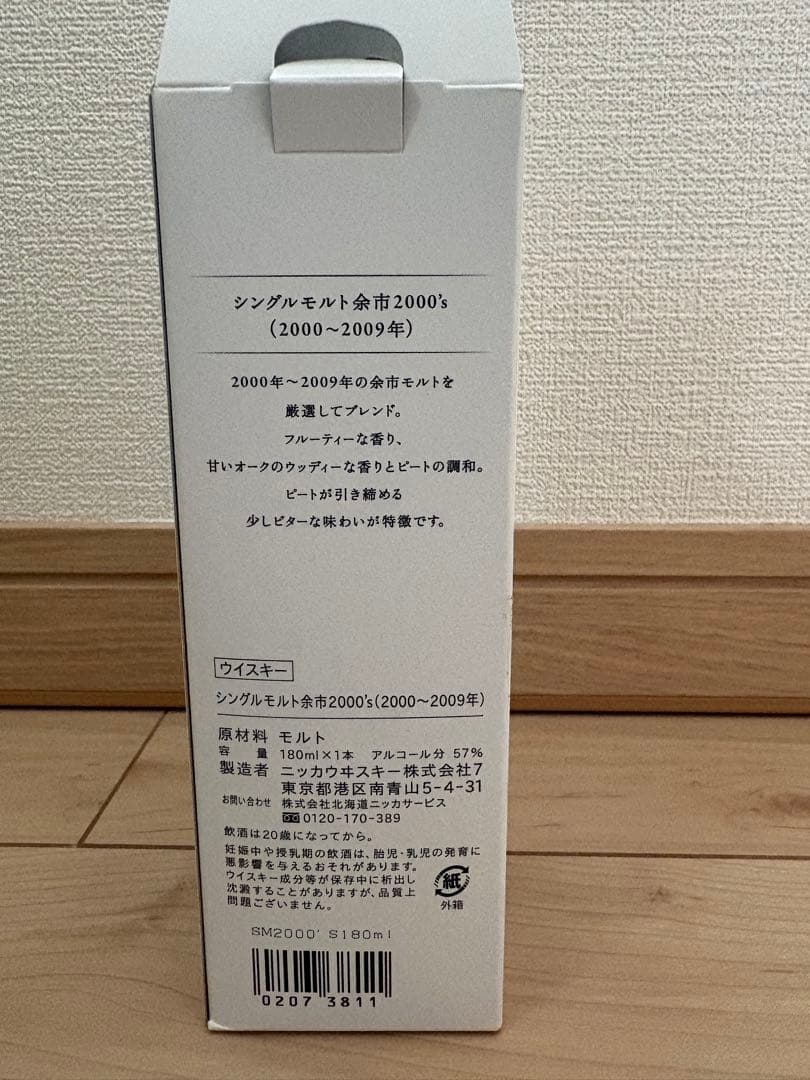 シングルモルト余市2000's
(2000〜2009年)
2000年〜2009年の余市モルトを
厳選してブレンド。
フルーティーな香り、
甘いオークのウッディーな香りとピートの調和。
ピートが引き締める
少しビターな味わいが特徴です。
ウイスキー
シングルモルト余市2000's(2000〜2009年)
原材料 モルト
容量 180ml×1本 アルコール分 57%
製造者 ニッカウヰスキー株式会社7
東京都港区南青山5-4-31
お問い合わせ 株式会社北海道ニッカサービス
0120-170-389
飲酒は20歳になってから。
妊娠中や授乳期の飲酒は、胎児・乳児の発育に
悪影響を与えるおそれがあります。
ウイスキー成分等が保存中に析出し
沈澱することがありますが、品質上
問題ございません。
紙
外箱
SM2000' S180ml
0207 3811